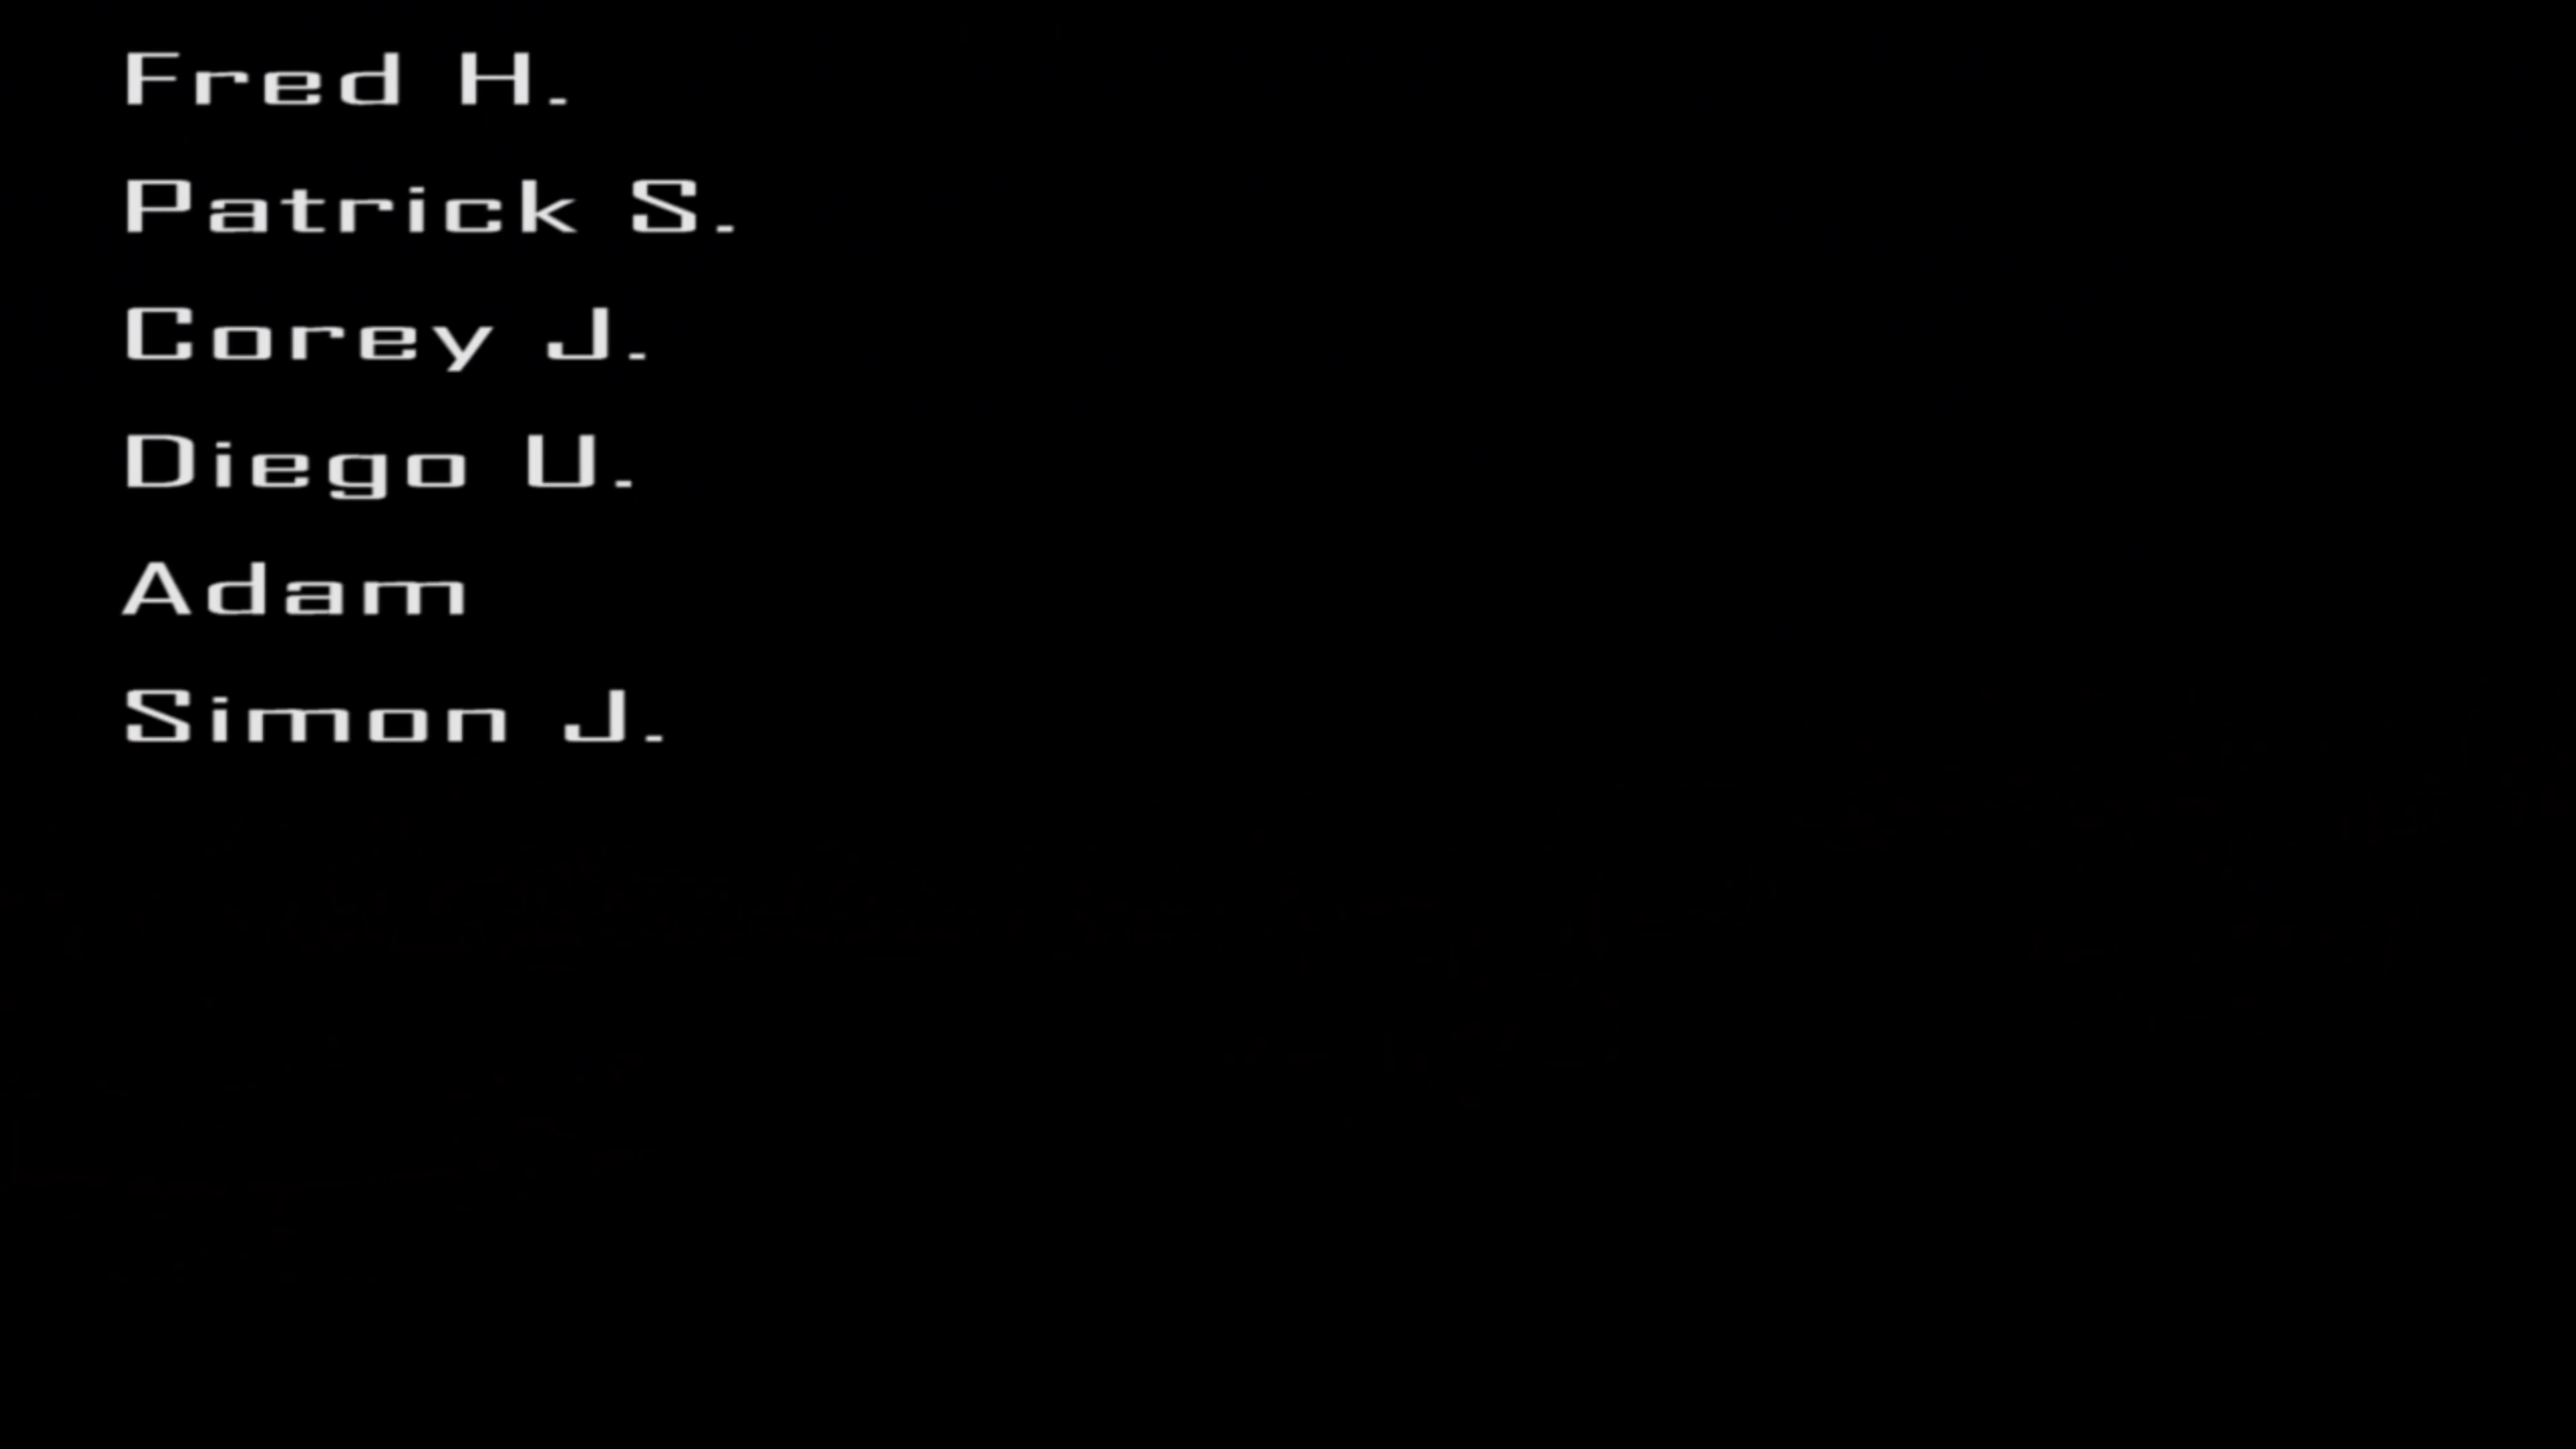 Fred H.
Patrick S.
Corey J.
Diego U.
Adam
Simon J.